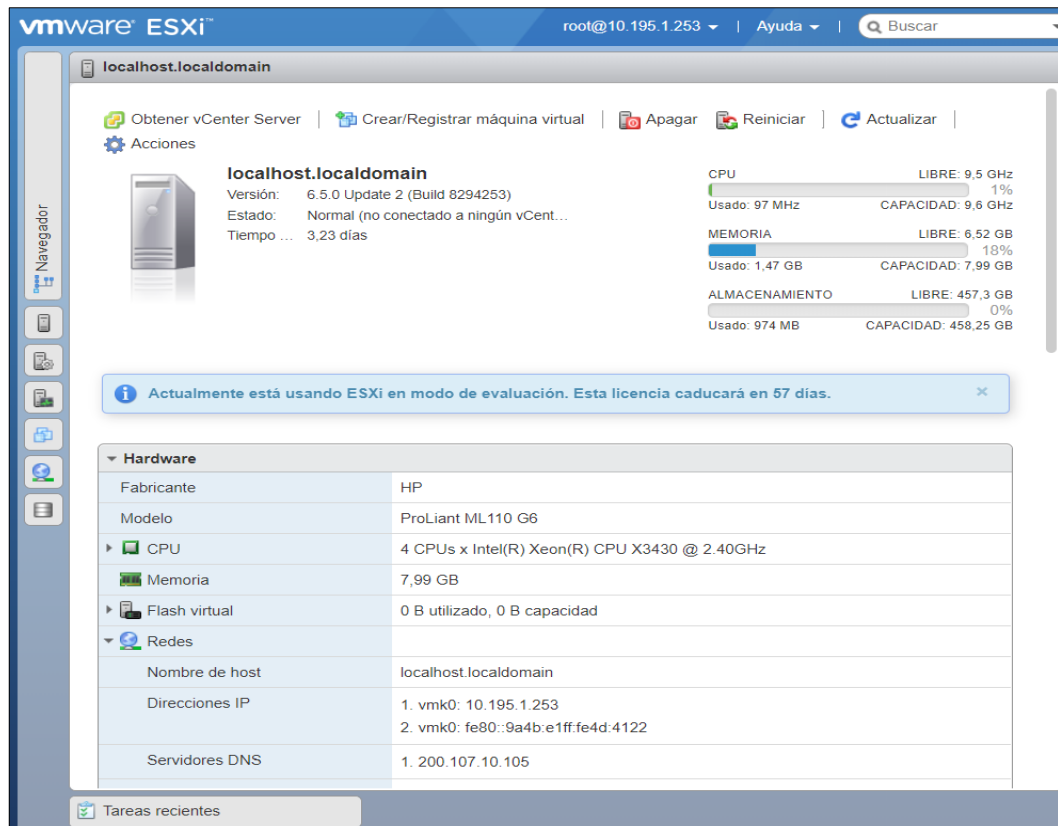 vmware ESXi™
root@10.195.1.253 | Ayuda | Buscar
Navegador
localhost.localdomain
Obtener vCenter Server | Crear/Registrar máquina virtual | Apagar Reiniciar | Actualizar |
Acciones
localhost.localdomain
Versión: 6.5.0 Update 2 (Build 8294253)
Estado: Normal (no conectado a ningún vCent...
Tiempo ... 3,23 días
CPU LIBRE: 9,5 GHz
1%
Usado: 97 MHz CAPACIDAD: 9,6 GHz
MEMORIA LIBRE: 6,52 GB
18%
Usado: 1,47 GB CAPACIDAD: 7,99 GB
ALMACENAMIENTO LIBRE: 457,3 GB
0%
Usado: 974 MB CAPACIDAD: 458,25 GB
Actualmente está usando ESXi en modo de evaluación. Esta licencia caducará en 57 días.
Hardware
Fabricante HP
Modelo ProLiant ML110 G6
CPU 4 CPUs x Intel(R) Xeon(R) CPU X3430 @ 2.40GHz
Memoria 7,99 GB
Flash virtual 0 B utilizado, 0 B capacidad
Redes
Nombre de host localhost.localdomain
Direcciones IP 1. vmk0: 10.195.1.253
2. vmk0: fe80::9a4b:e1ff:fe4d:4122
Servidores DNS 1. 200.107.10.105
Tareas recientes